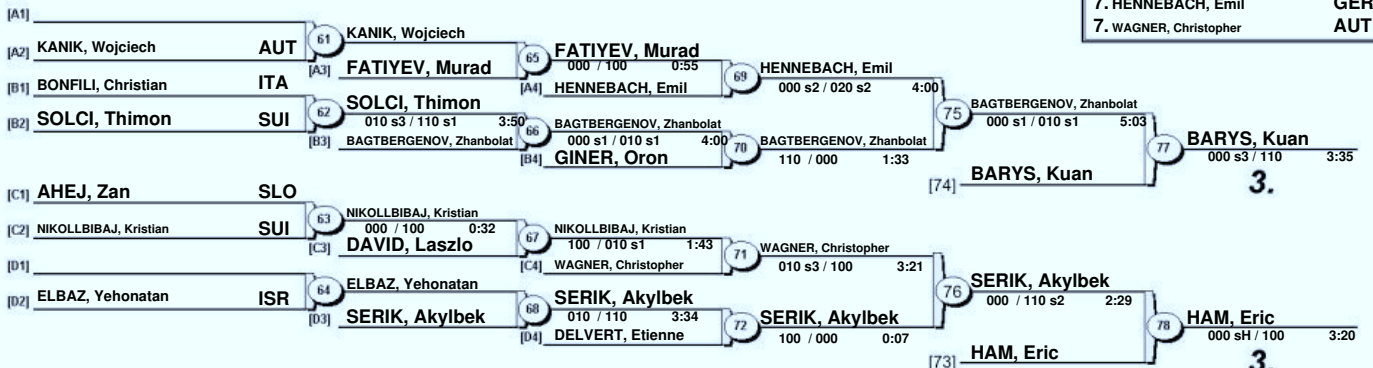 7. HENNEBACH, Emil GER
7. WAGNER, Christopher AUT
[A1]
[A2] KANIK, Wojciech AUT
61 KANIK, Wojciech
[A3] FATIYEV, Murad
65 FATIYEV, Murad
000 / 100 0:55
[A4] HENNEBACH, Emil
69 HENNEBACH, Emil
000 s2 / 020 s2 4:00
[B1] BONFILI, Christian ITA
[B2] SOLCI, Thimon SUI
62 SOLCI, Thimon
010 s3 / 110 s1 3:50
[B3] BAGTBERGENOV, Zhanbolat
66 BAGTBERGENOV, Zhanbolat
000 s1 / 010 s1 4:00
[B4] GINER, Oron
70 BAGTBERGENOV, Zhanbolat
110 / 000 1:33
75 BAGTBERGENOV, Zhanbolat
000 s1 / 010 s1 5:03
[74] BARYS, Kuan
77 BARYS, Kuan
000 s3 / 110 3:35
3.
[C1] AHEJ, Zan SLO
[C2] NIKOLLBIBAJ, Kristian SUI
63 NIKOLLBIBAJ, Kristian
000 / 100 0:32
[C3] DAVID, Laszlo
67 NIKOLLBIBAJ, Kristian
100 / 010 s1 1:43
[C4] WAGNER, Christopher
71 WAGNER, Christopher
010 s3 / 100 3:21
[D1]
[D2] ELBAZ, Yehonatan ISR
64 ELBAZ, Yehonatan
[D3] SERIK, Akylbek
68 SERIK, Akylbek
010 / 110 3:34
[D4] DELVERT, Etienne
72 SERIK, Akylbek
100 / 000 0:07
76 SERIK, Akylbek
000 / 110 s2 2:29
[73] HAM, Eric
78 HAM, Eric
000 sH / 100 3:20
3.